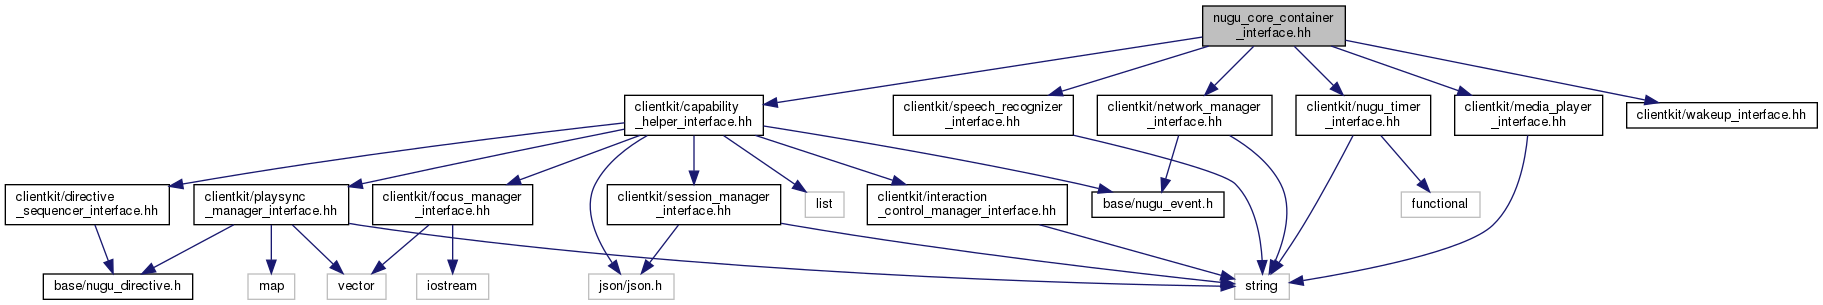 nugu_core_container
_interface.hh
clientkit/capability
_helper_interface.hh
clientkit/speech_recognizer
_interface.hh
clientkit/network_manager
_interface.hh
clientkit/nugu_timer
_interface.hh
clientkit/media_player
_interface.hh
clientkit/wakeup_interface.hh
clientkit/directive
_sequencer_interface.hh
clientkit/playsync
_manager_interface.hh
clientkit/focus_manager
_interface.hh
clientkit/session_manager
_interface.hh
list
clientkit/interaction
_control_manager_interface.hh
base/nugu_event.h
functional
base/nugu_directive.h
map
vector
iostream
json/json.h
string